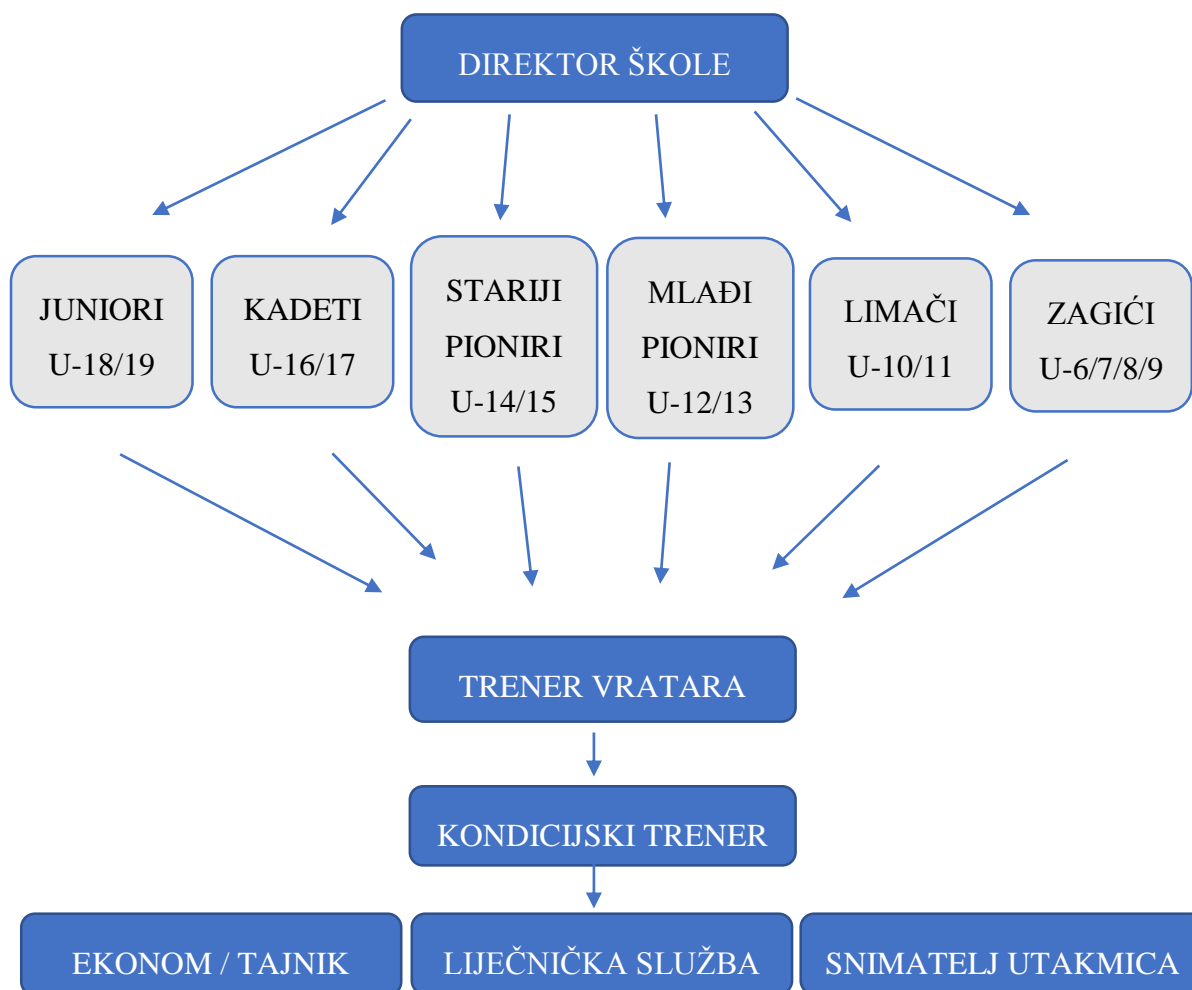 DIREKTOR ŠKOLE
JUNIORI
U-18/19
KADETI
U-16/17
STARIJI
PIONIRI
U-14/15
MLAĐI
PIONIRI
U-12/13
LIMAČI
U-10/11
ZAGIĆI
U-6/7/8/9
TRENER VRATARA
KONDICIJSKI TRENER
EKONOM / TAJNIK
LIJEČNIČKA SLUŽBA
SNIMATELJ UTAKMICA